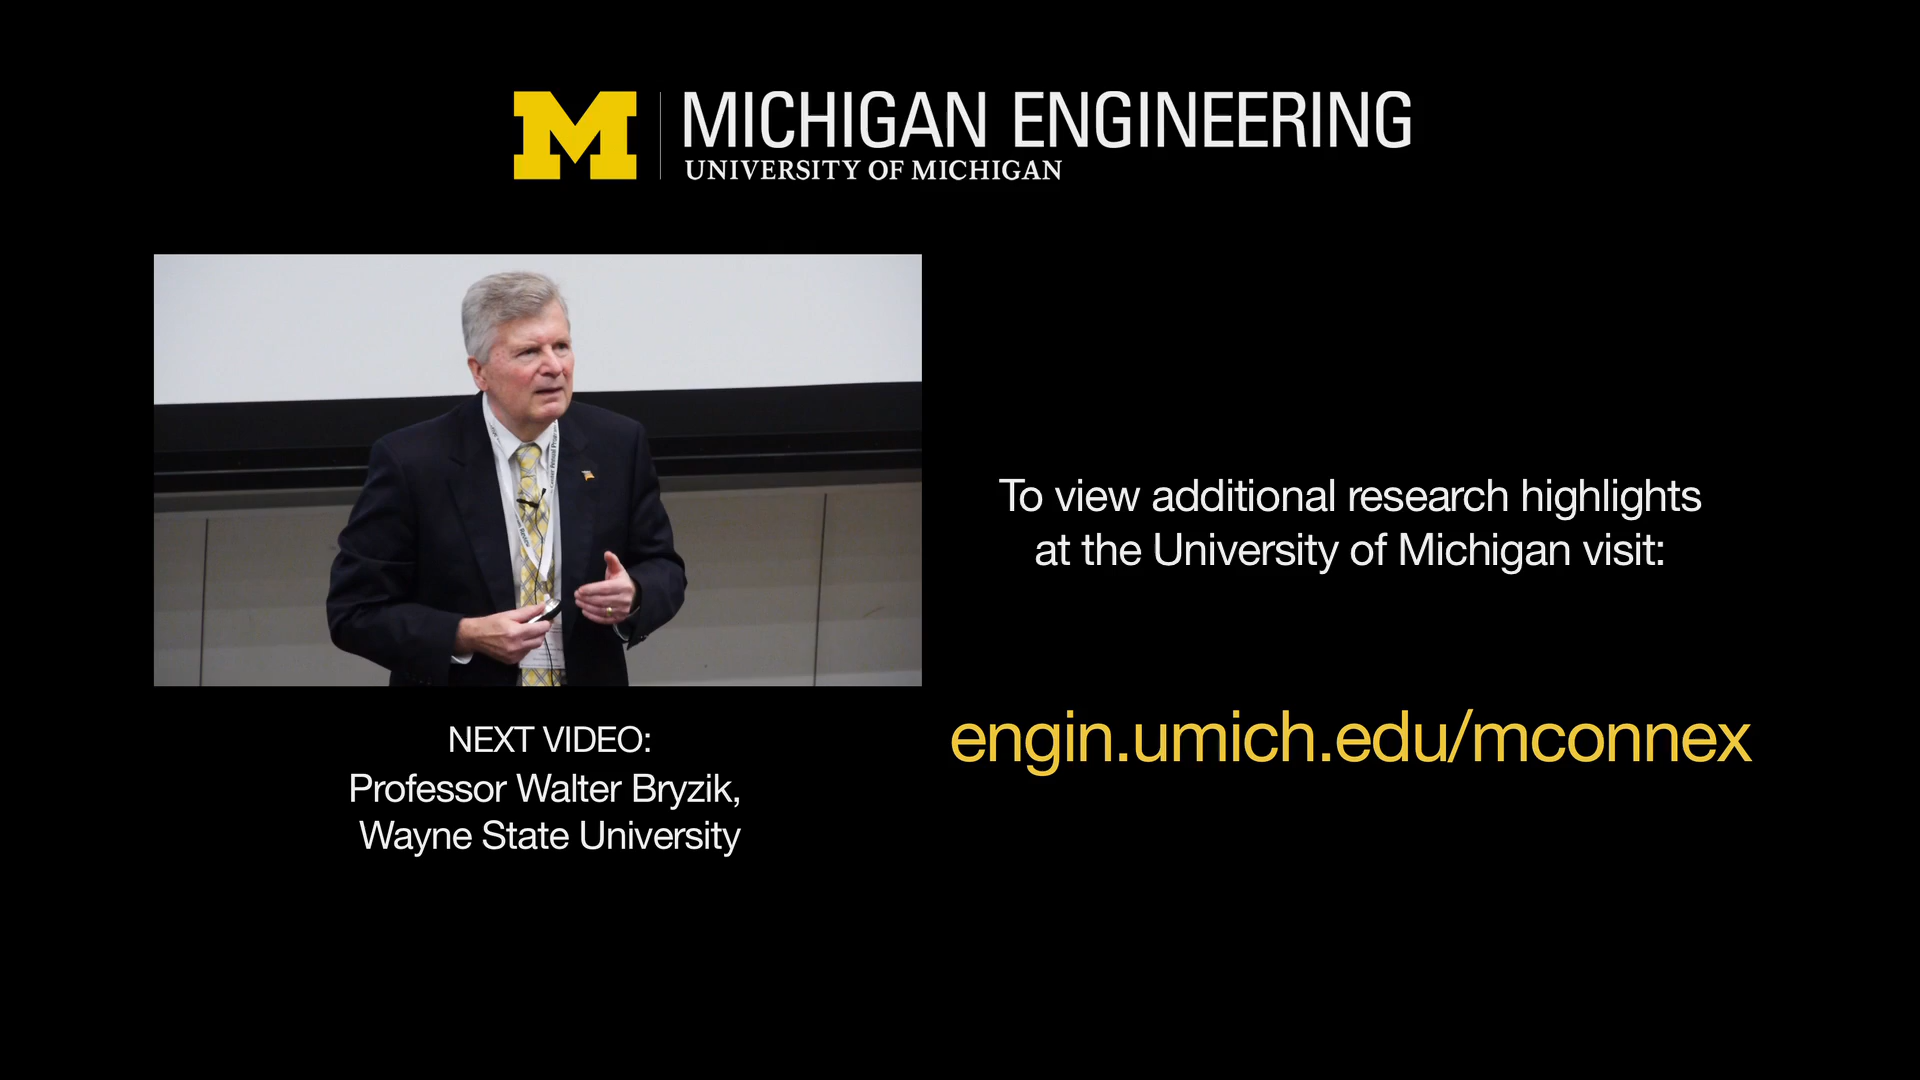 M
MICHIGAN ENGINEERING
UNIVERSITY OF MICHIGAN
NEXT VIDEO:
Professor Walter Bryzik,
Wayne State University
To view additional research highlights
at the University of Michigan visit:
engin.umich.edu/mconnex